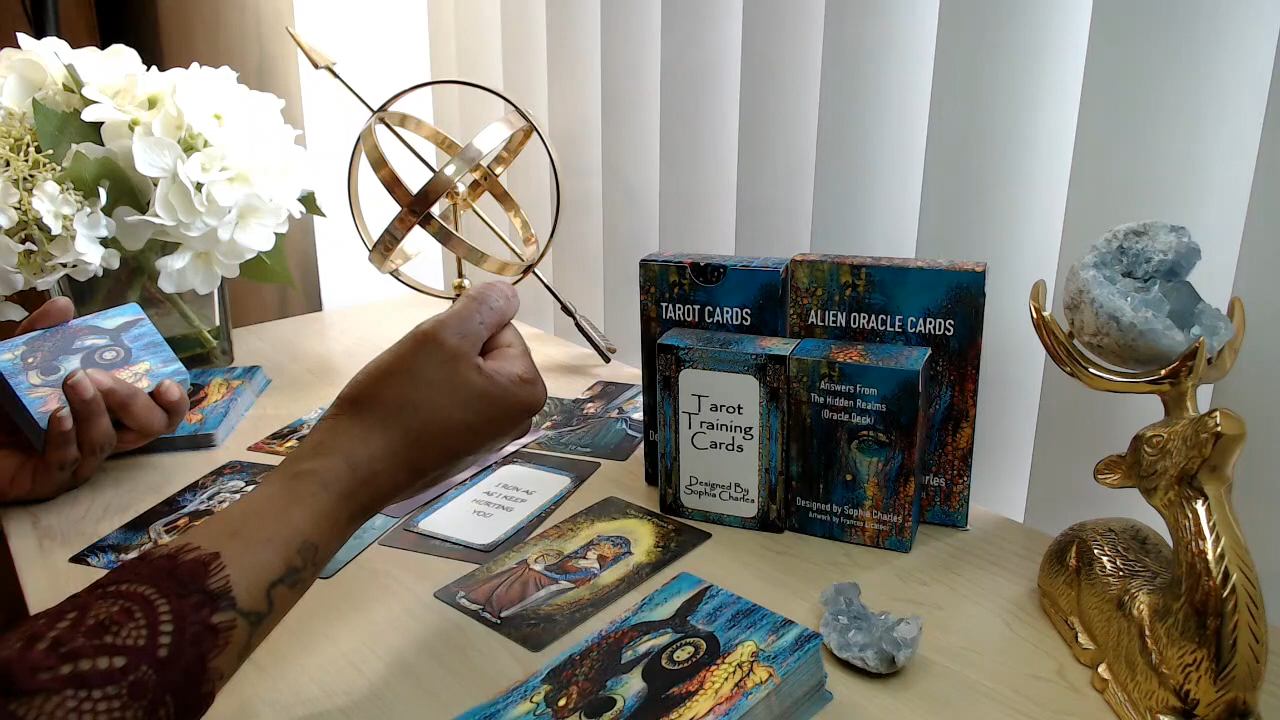 TAROT CARDS
ALIEN ORACLE CARDS
Tarot
Training
Cards
Designed By
Sophia Charles
Answers From
The Hidden Realms
(Oracle Deck)
Designed by Sophia Charles
Artwork by Frances
I RUN AS
AS I KEEP
HURTING
YOU!